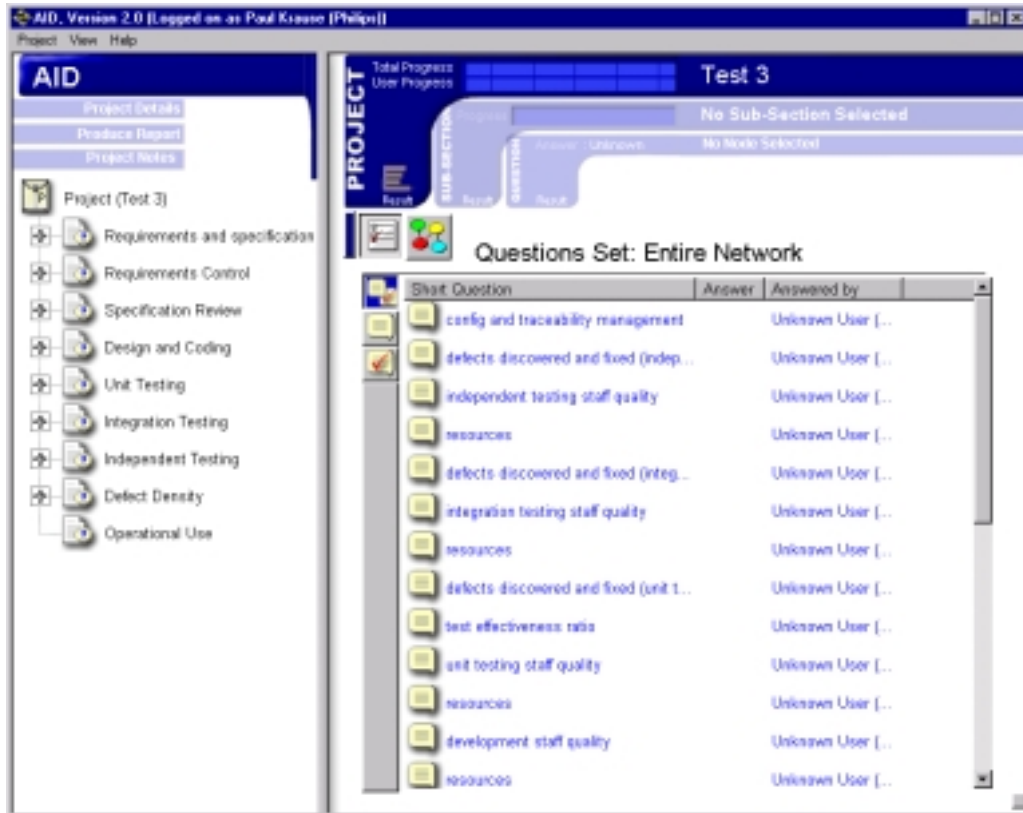 AID, Version 2.0 (Logged on as Paul Krause (Philips))
Project View Help
AID
Project Details
Produce Report
Project Notes
Project (Test 3)
Requirements and specification
Requirements Control
Specification Review
Design and Coding
Unit Testing
Integration Testing
Independent Testing
Defect Density
Operational Use
PROJECT
Total Progress
User Progress
Test 3
Result
SUB-SECTION
Progress
No Sub-Section Selected
Result
QUESTION
Answer : Unknown
No Node Selected
Result
Questions Set: Entire Network
Short Question Answer Answered by
config and traceability management Unknown User (...
defects discovered and fixed (indep... Unknown User (...
independent testing staff quality Unknown User (...
resources Unknown User (...
defects discovered and fixed (integ... Unknown User (...
integration testing staff quality Unknown User (...
resources Unknown User (...
defects discovered and fixed (unit t... Unknown User (...
test effectiveness ratio Unknown User (...
unit testing staff quality Unknown User (...
resources Unknown User (...
development staff quality Unknown User (...
resources Unknown User (...